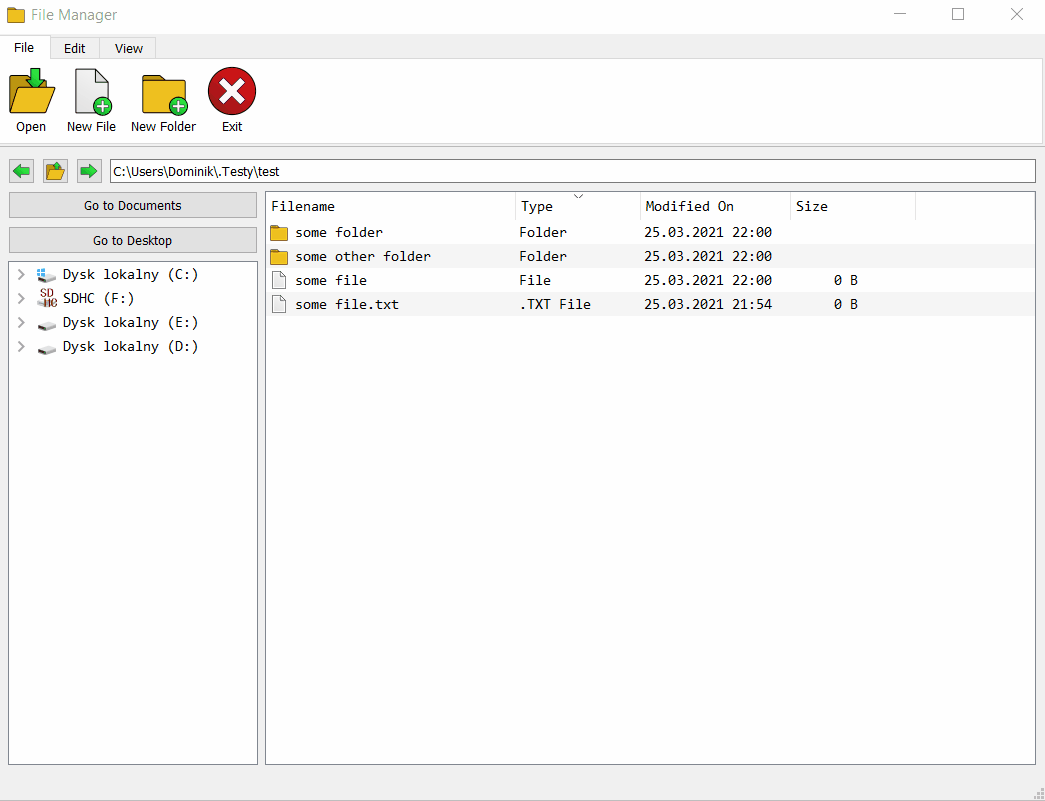 File Manager
File Edit View
Open New File New Folder Exit
C:\Users\Dominik\.Testy\test
Go to Documents
Go to Desktop
Dysk lokalny (C:)
SDHC (F:)
Dysk lokalny (E:)
Dysk lokalny (D:)
Filename Type Modified On Size
some folder Folder 25.03.2021 22:00
some other folder Folder 25.03.2021 22:00
some file File 25.03.2021 22:00 0 B
some file.txt .TXT File 25.03.2021 21:54 0 B